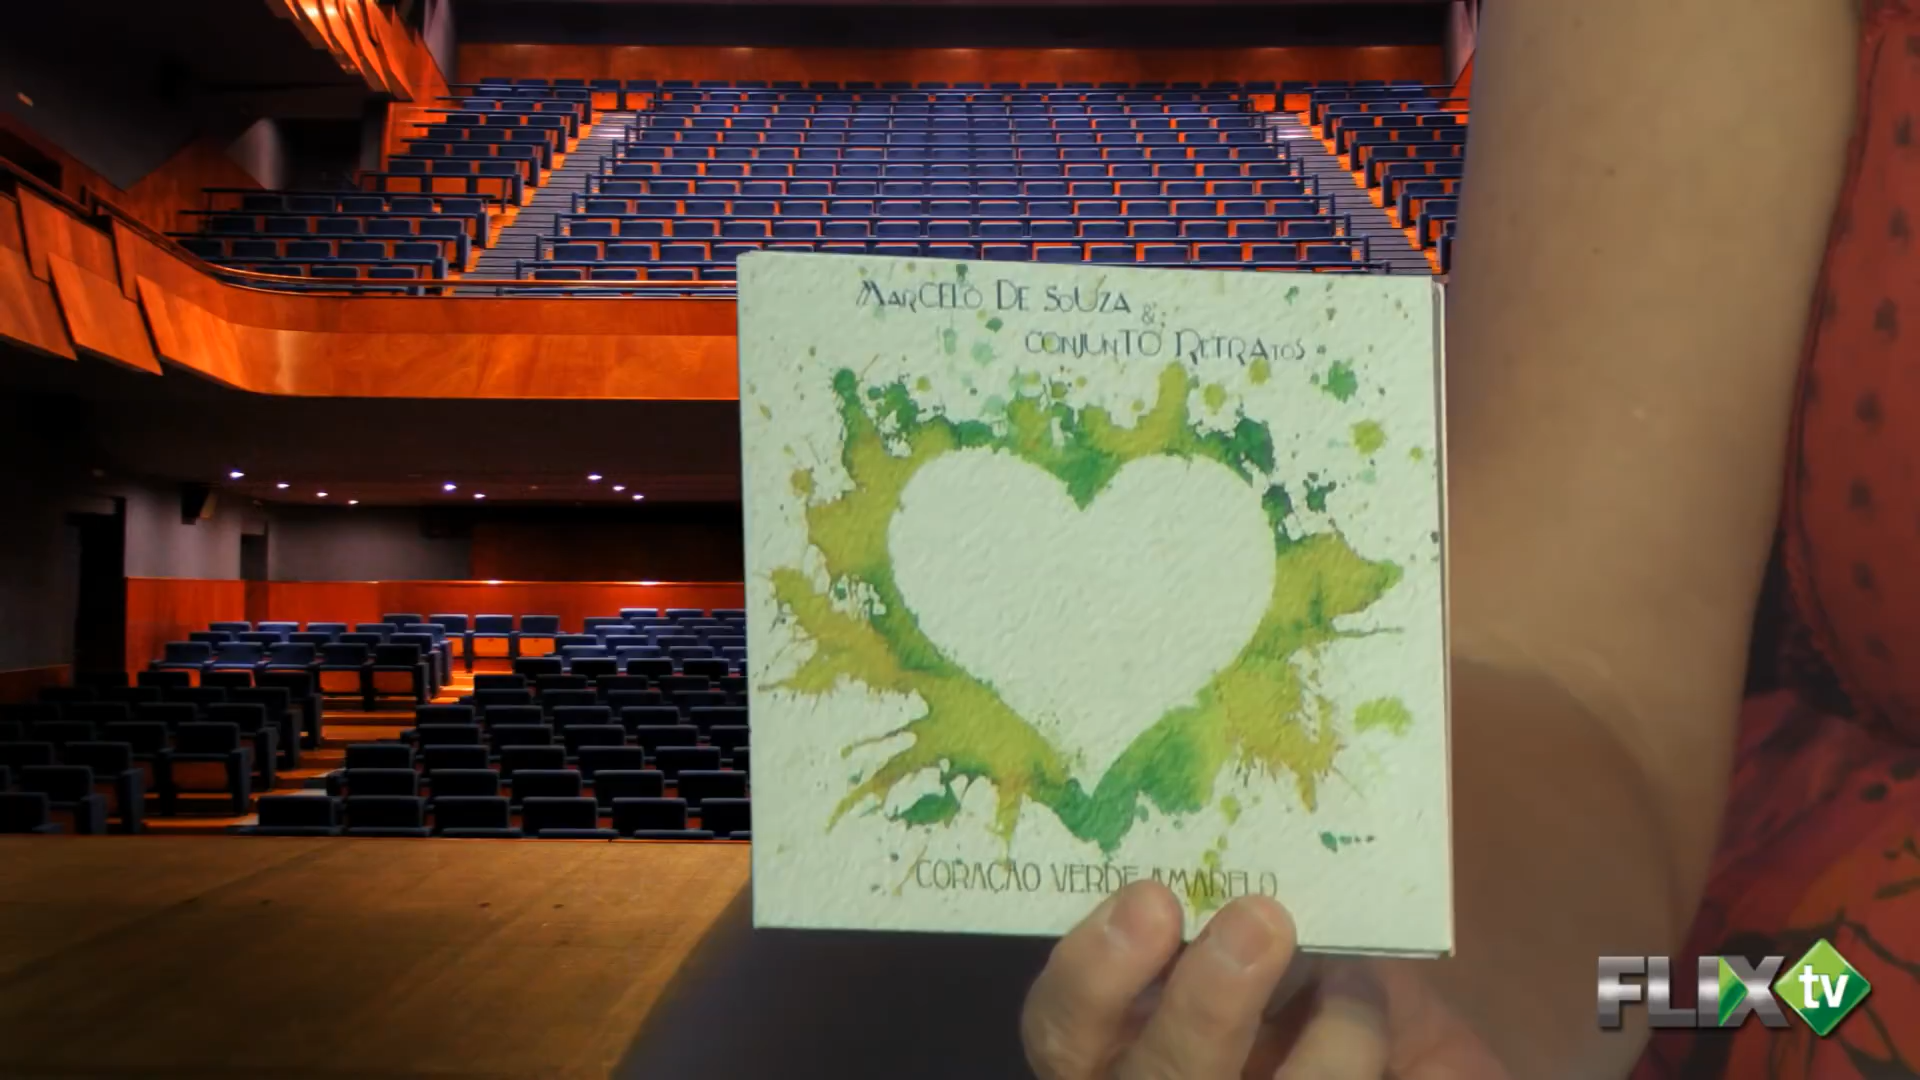 MARCELO DE SOUZA
&
CONJUNTO RETRATOS
CORAÇÃO VERDE AMARELO
FLIX tv